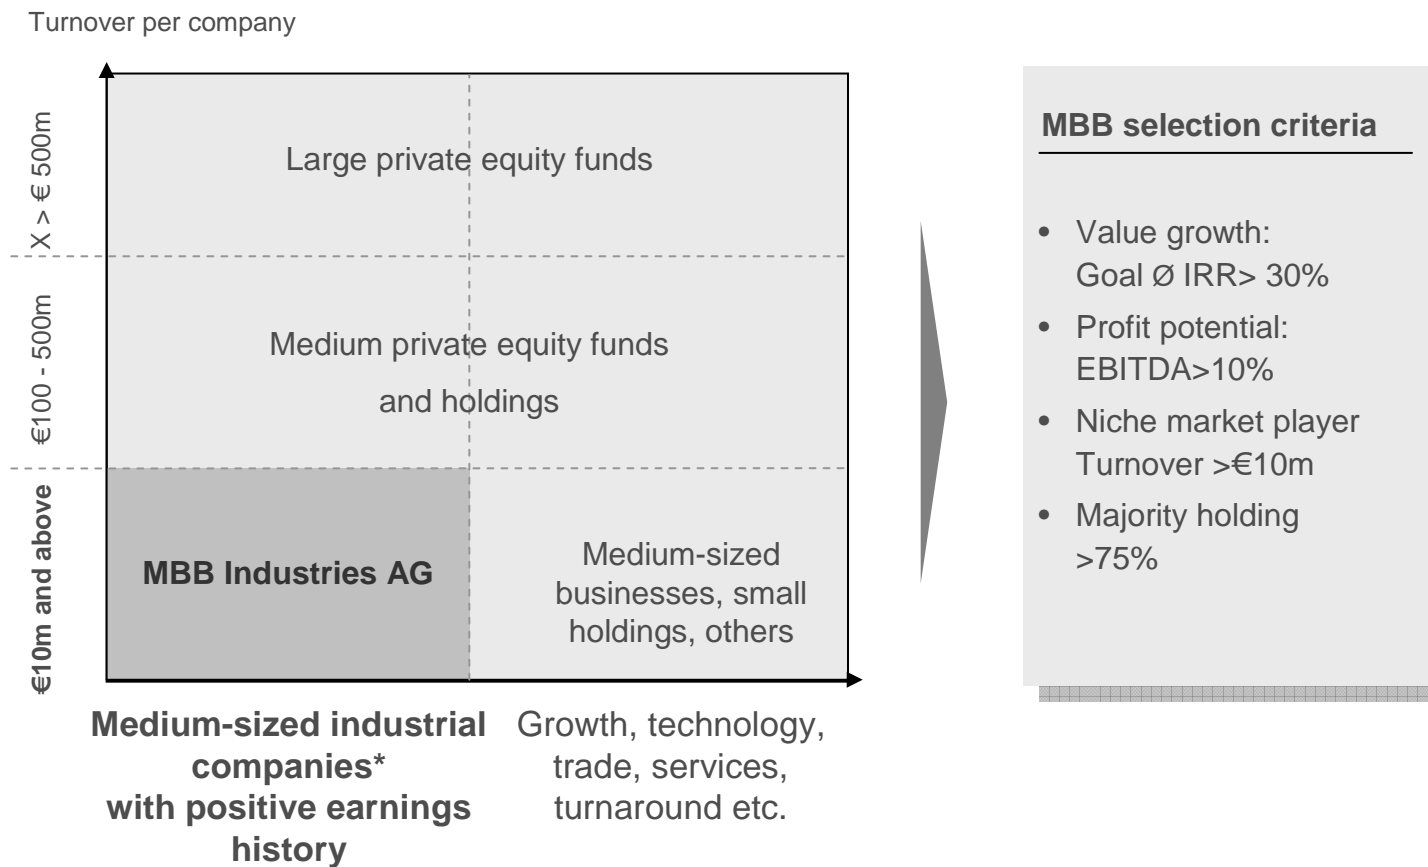 Turnover per company
X > € 500m
Large private equity funds
€100 - 500m
Medium private equity funds
and holdings
€10m and above
MBB Industries AG
Medium-sized
businesses, small
holdings, others
Medium-sized industrial
companies*
with positive earnings
history
Growth, technology,
trade, services,
turnaround etc.
MBB selection criteria
• Value growth:
Goal Ø IRR> 30%
• Profit potential:
EBITDA>10%
• Niche market player
Turnover >€10m
• Majority holding
>75%